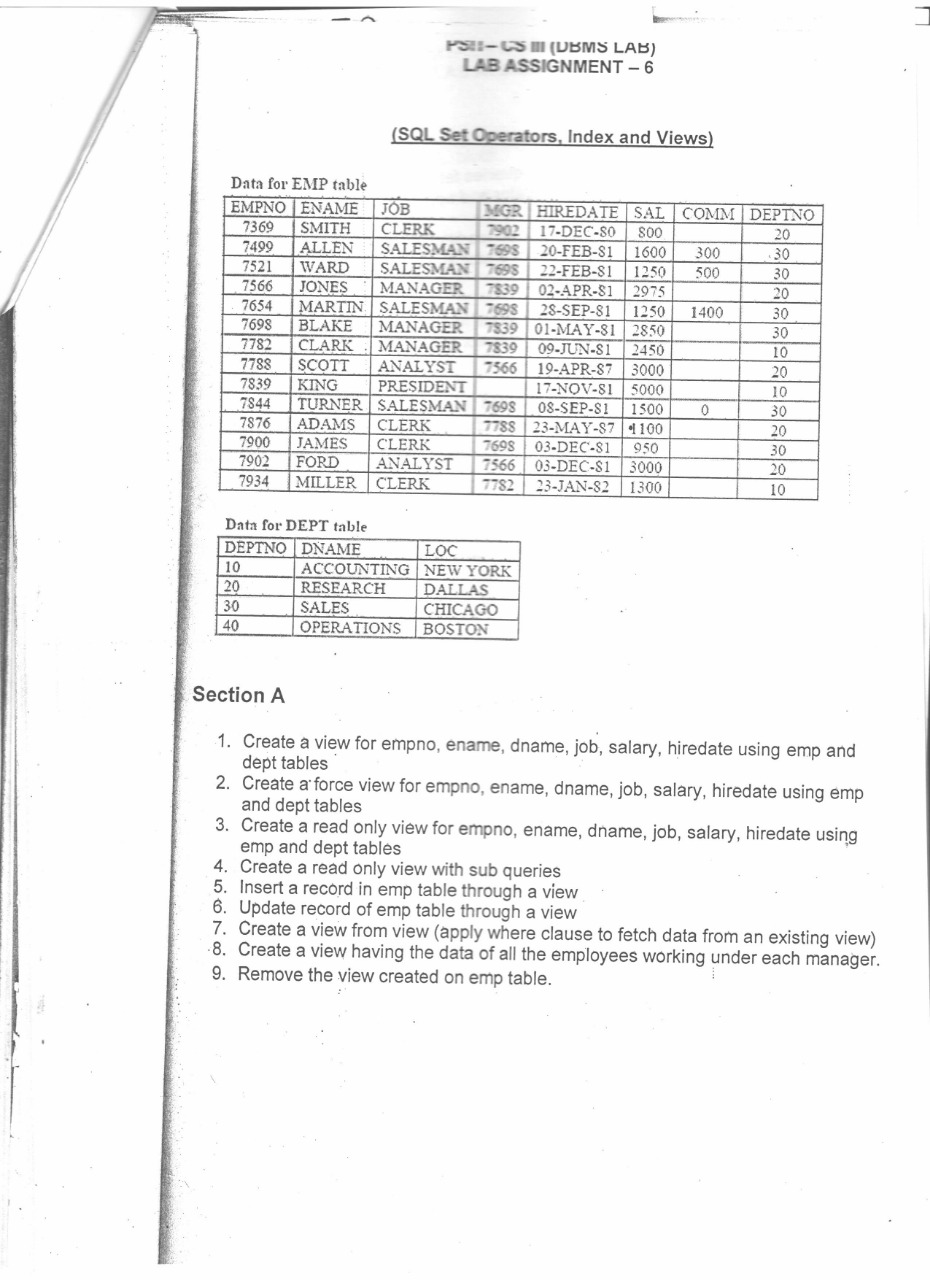 PSII – CS III (DBMS LAB)
LAB ASSIGNMENT – 6
(SQL Set Operators, Index and Views)
Data for EMP table
EMPNO ENAME JOB MGR HIREDATE SAL COMM DEPTNO
7369 SMITH CLERK 7902 17-DEC-80 800 20
7499 ALLEN SALESMAN 7698 20-FEB-81 1600 300 30
7521 WARD SALESMAN 7698 22-FEB-81 1250 500 30
7566 JONES MANAGER 7839 02-APR-81 2975 20
7654 MARTIN SALESMAN 7698 28-SEP-81 1250 1400 30
7698 BLAKE MANAGER 7839 01-MAY-81 2850 30
7782 CLARK MANAGER 7839 09-JUN-81 2450 10
7788 SCOTT ANALYST 7566 19-APR-87 3000 20
7839 KING PRESIDENT 17-NOV-81 5000 10
7844 TURNER SALESMAN 7698 08-SEP-81 1500 0 30
7876 ADAMS CLERK 7788 23-MAY-87 1100 20
7900 JAMES CLERK 7698 03-DEC-81 950 30
7902 FORD ANALYST 7566 03-DEC-81 3000 20
7934 MILLER CLERK 7782 23-JAN-82 1300 10
Data for DEPT table
DEPTNO DNAME LOC
10 ACCOUNTING NEW YORK
20 RESEARCH DALLAS
30 SALES CHICAGO
40 OPERATIONS BOSTON
Section A
1. Create a view for empno, ename, dname, job, salary, hiredate using emp and
dept tables
2. Create a force view for empno, ename, dname, job, salary, hiredate using emp
and dept tables
3. Create a read only view for empno, ename, dname, job, salary, hiredate using
emp and dept tables
4. Create a read only view with sub queries
5. Insert a record in emp table through a view
6. Update record of emp table through a view
7. Create a view from view (apply where clause to fetch data from an existing view)
8. Create a view having the data of all the employees working under each manager.
9. Remove the view created on emp table.